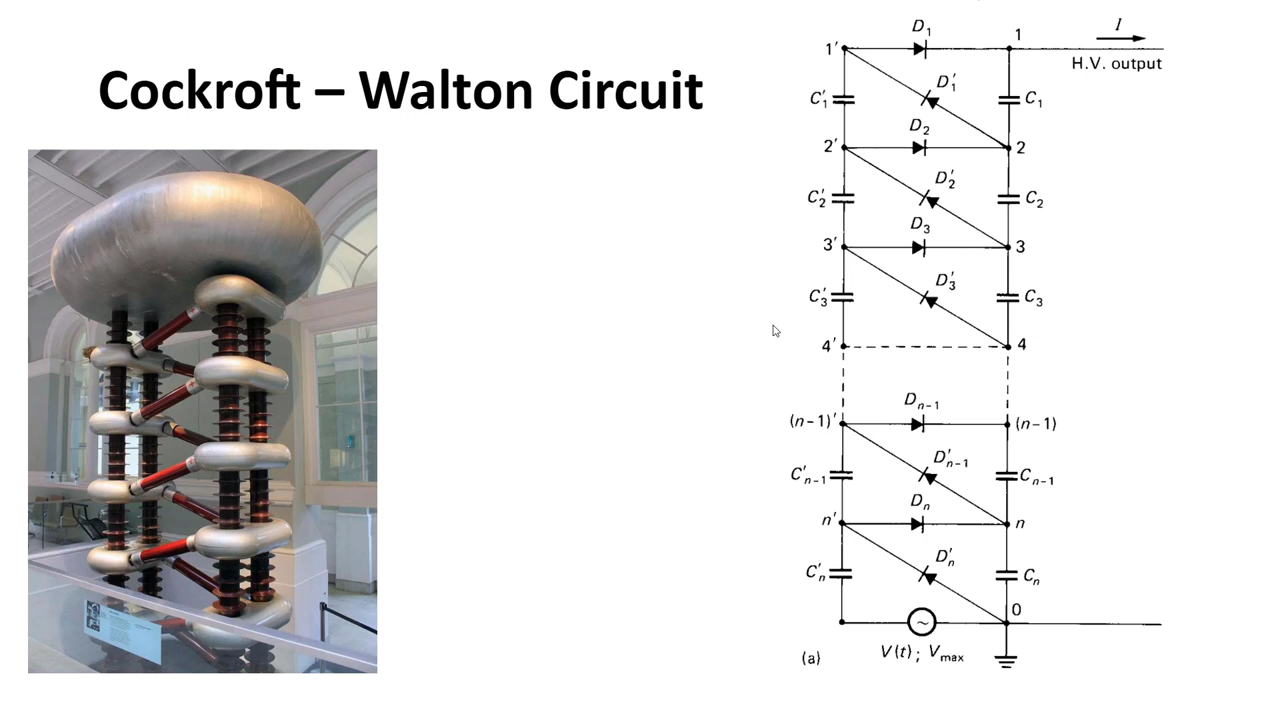 Cockroft – Walton Circuit
I
D1
1′
1
H.V. output
D′1
C′1
C1
D2
2′
2
D′2
C′2
C2
D3
3′
3
D′3
C′3
C3
4′
4
Dn−1
(n−1)′
(n−1)
D′n−1
C′n−1
Cn−1
Dn
n′
n
D′n
C′n
Cn
0
~
V(t) ; Vmax
(a)